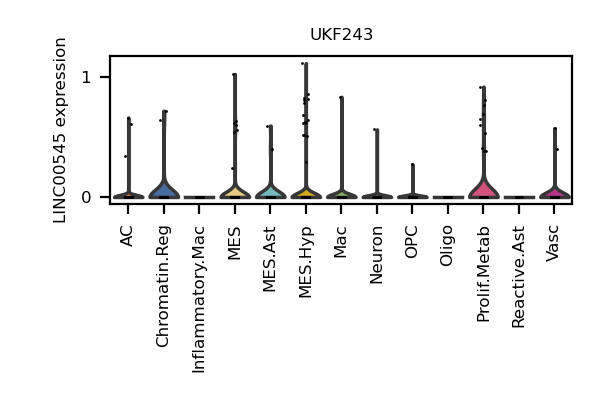 UKF243
LINC00545 expression
1
0
AC
Chromatin.Reg
Inflammatory.Mac
MES
MES.Ast
MES.Hyp
Mac
Neuron
OPC
Oligo
Prolif.Metab
Reactive.Ast
Vasc